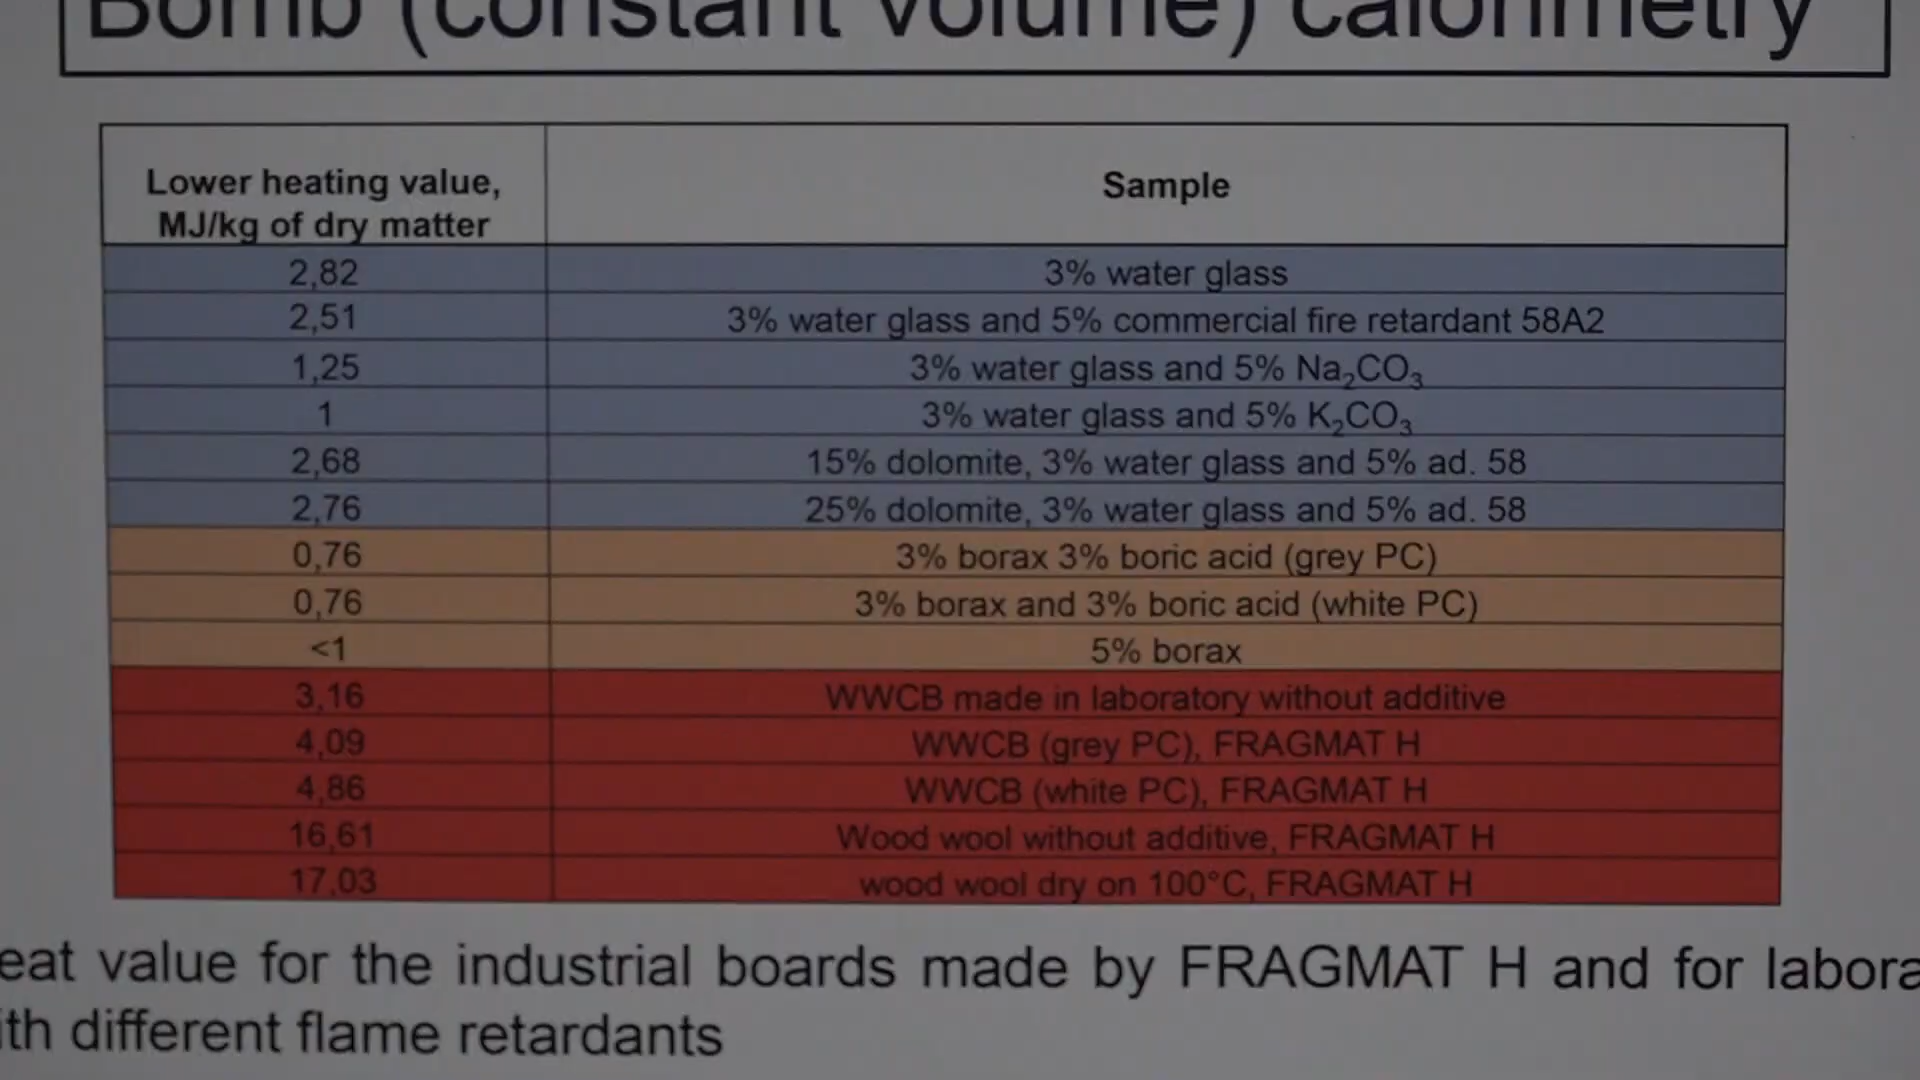 Bomb (constant volume) calorimetry
Lower heating value,
MJ/kg of dry matter
Sample
2,82 3% water glass
2,51 3% water glass and 5% commercial fire retardant 58A2
1,25 3% water glass and 5% Na₂CO₃
1 3% water glass and 5% K₂CO₃
2,68 15% dolomite, 3% water glass and 5% ad. 58
2,76 25% dolomite, 3% water glass and 5% ad. 58
0,76 3% borax 3% boric acid (grey PC)
0,76 3% borax and 3% boric acid (white PC)
<1 5% borax
3,16 WWCB made in laboratory without additive
4,09 WWCB (grey PC), FRAGMAT H
4,86 WWCB (white PC), FRAGMAT H
16,61 Wood wool without additive, FRAGMAT H
17,03 wood wool dry on 100°C, FRAGMAT H
eat value for the industrial boards made by FRAGMAT H and for labora
ith different flame retardants